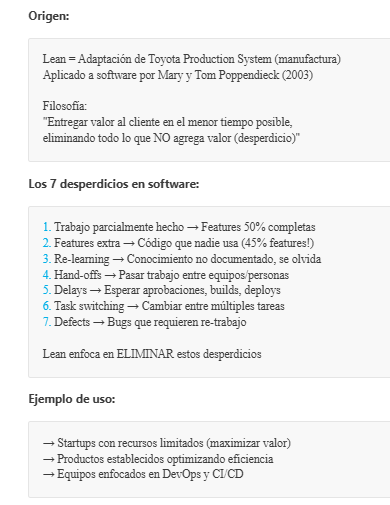 Origen:
Lean = Adaptación de Toyota Production System (manufactura)
Aplicado a software por Mary y Tom Poppendieck (2003)
Filosofía:
"Entregar valor al cliente en el menor tiempo posible,
eliminando todo lo que NO agrega valor (desperdicio)"
Los 7 desperdicios en software:
1. Trabajo parcialmente hecho → Features 50% completas
2. Features extra → Código que nadie usa (45% features!)
3. Re-learning → Conocimiento no documentado, se olvida
4. Hand-offs → Pasar trabajo entre equipos/personas
5. Delays → Esperar aprobaciones, builds, deploys
6. Task switching → Cambiar entre múltiples tareas
7. Defects → Bugs que requieren re-trabajo
Lean enfoca en ELIMINAR estos desperdicios
Ejemplo de uso:
→ Startups con recursos limitados (maximizar valor)
→ Productos establecidos optimizando eficiencia
→ Equipos enfocados en DevOps y CI/CD